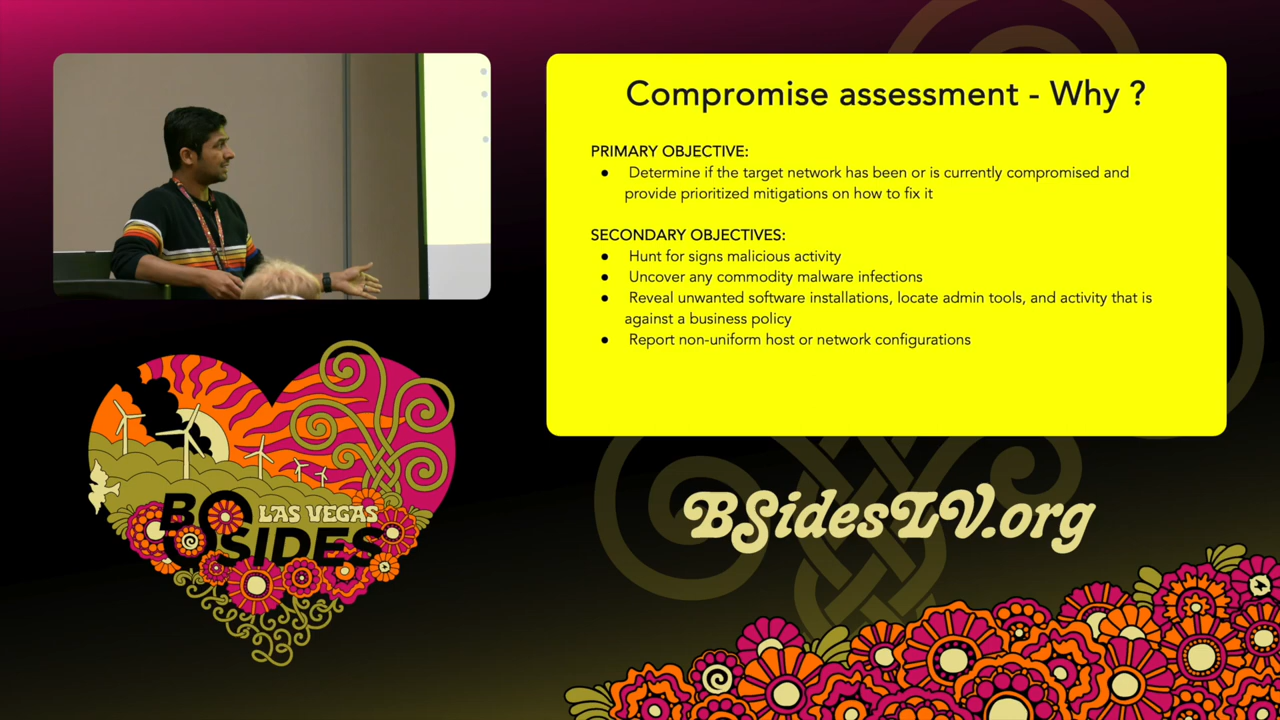 Compromise assessment - Why ?
PRIMARY OBJECTIVE:
● Determine if the target network has been or is currently compromised and
provide prioritized mitigations on how to fix it
SECONDARY OBJECTIVES:
● Hunt for signs malicious activity
● Uncover any commodity malware infections
● Reveal unwanted software installations, locate admin tools, and activity that is
against a business policy
● Report non-uniform host or network configurations
LAS VEGAS
BSIDES
BSidesLV.org